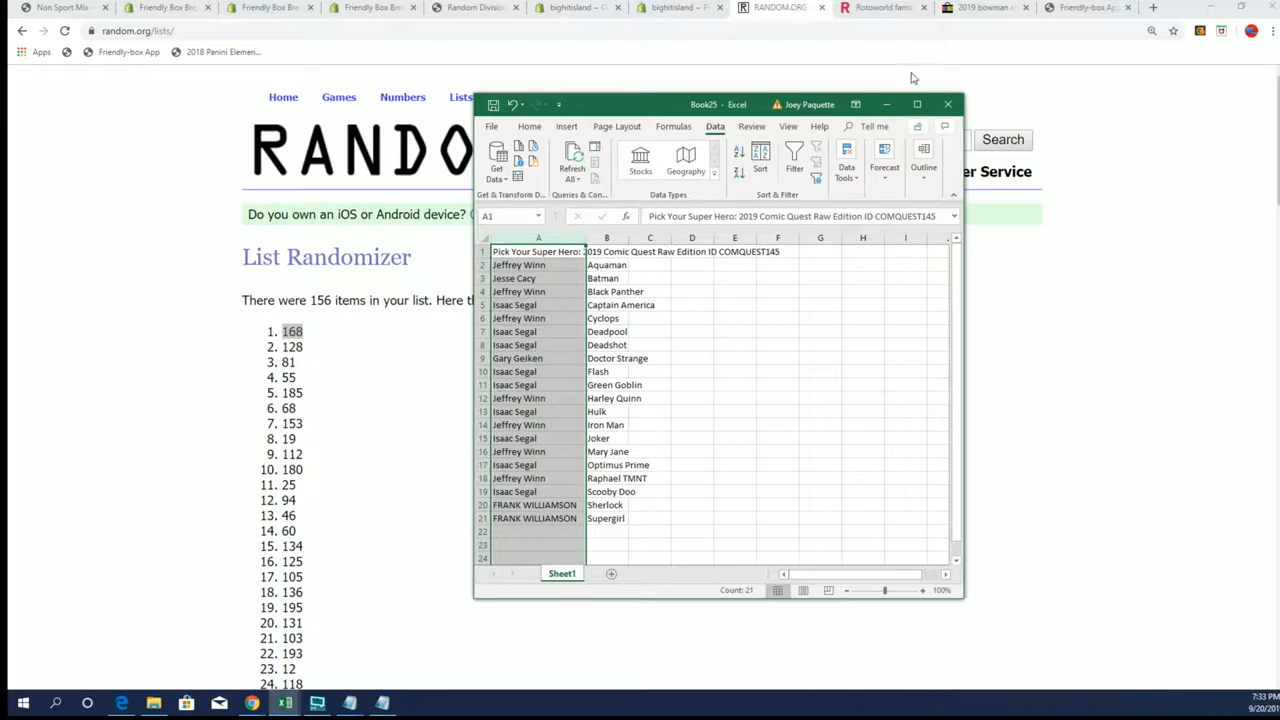 Non Sport Mix -
Friendly Box Bre
Friendly Box Bre
Friendly Box Bre
Random Division
bighitisland – G
bighitisland ~ P
RANDOM.ORG
Rotoworld fanta
2019 bowman c
Friendly-box Ap
random.org/lists/
Apps
Friendly-box App
2018 Panini Elemen...
Home
Games
Numbers
Lists
RANDO
Search
er Service
Do you own an iOS or Android device?
List Randomizer
There were 156 items in your list. Here th
1. 168
2. 128
3. 81
4. 55
5. 185
6. 68
7. 153
8. 19
9. 112
10. 180
11. 25
12. 94
13. 46
14. 60
15. 134
16. 125
17. 105
18. 136
19. 195
20. 131
21. 103
22. 193
23. 12
24. 118
Book25 - Excel
Joey Paquette
File Home Insert Page Layout Formulas Data Review View Help Tell me
Get Data
Refresh All
Stocks
Geography
Sort
Filter
Data Tools
Forecast
Outline
Get & Transform D...
Queries & Con...
Data Types
Sort & Filter
A1
fx
Pick Your Super Hero: 2019 Comic Quest Raw Edition ID COMQUEST145
A B C D E F G H I
1 Pick Your Super Hero: 2019 Comic Quest Raw Edition ID COMQUEST145
2 Jeffrey Winn Aquaman
3 Jesse Cacy Batman
4 Jeffrey Winn Black Panther
5 Isaac Segal Captain America
6 Jeffrey Winn Cyclops
7 Isaac Segal Deadpool
8 Isaac Segal Deadshot
9 Gary Geiken Doctor Strange
10 Isaac Segal Flash
11 Isaac Segal Green Goblin
12 Jeffrey Winn Harley Quinn
13 Isaac Segal Hulk
14 Jeffrey Winn Iron Man
15 Isaac Segal Joker
16 Jeffrey Winn Mary Jane
17 Isaac Segal Optimus Prime
18 Jeffrey Winn Raphael TMNT
19 Isaac Segal Scooby Doo
20 FRANK WILLIAMSON Sherlock
21 FRANK WILLIAMSON Supergirl
22
23
24
Sheet1
Count: 21
100%
7:33 PM
9/20/2019